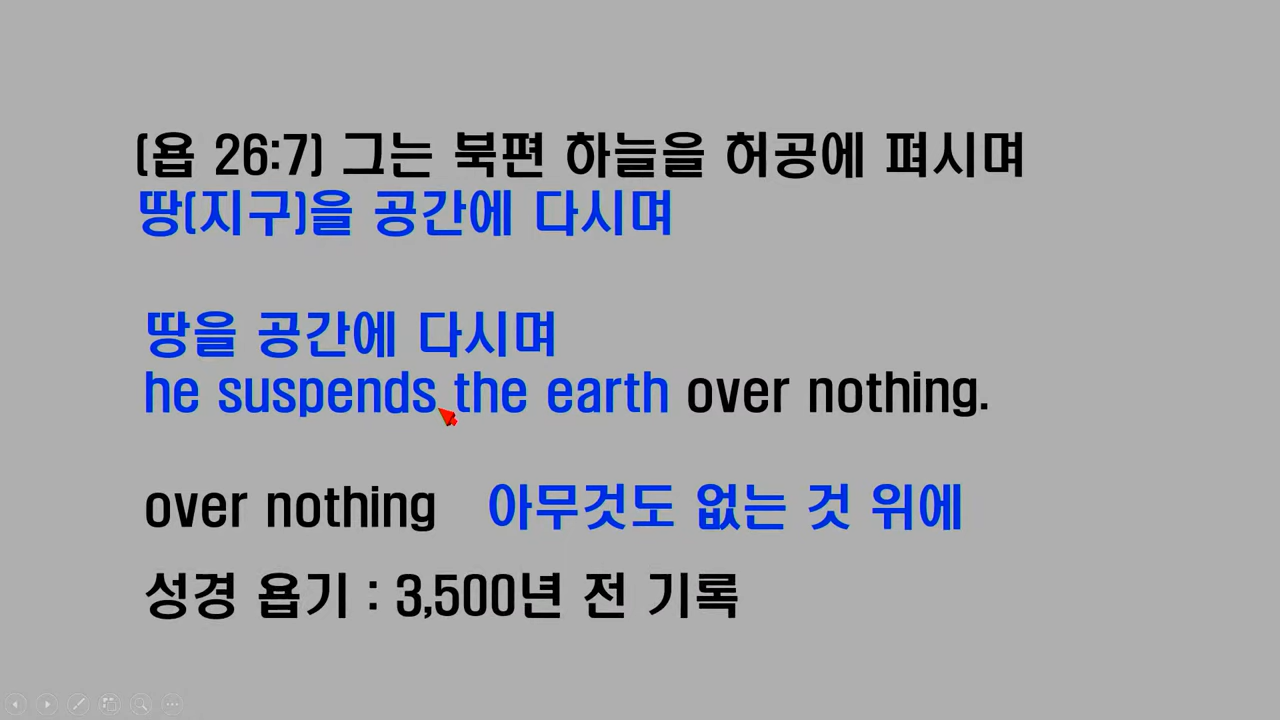 (욥 26:7) 그는 북편 하늘을 허공에 펴시며
땅(지구)을 공간에 다시며
땅을 공간에 다시며
he suspends the earth over nothing.
over nothing 아무것도 없는 것 위에
성경 욥기 : 3,500년 전 기록